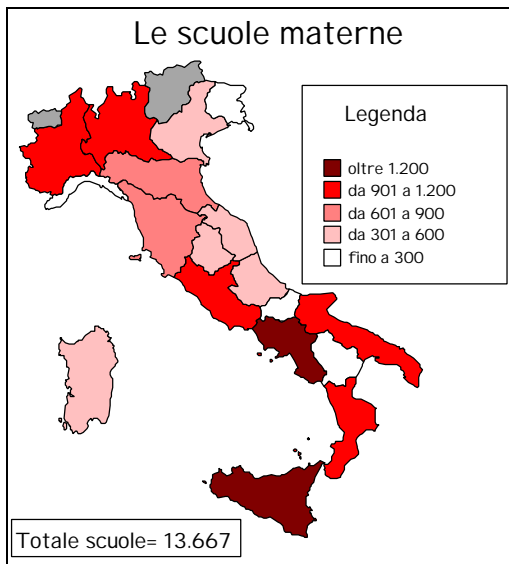 Le scuole materne
Legenda
oltre 1.200
da 901 a 1.200
da 601 a 900
da 301 a 600
fino a 300
Totale scuole= 13.667